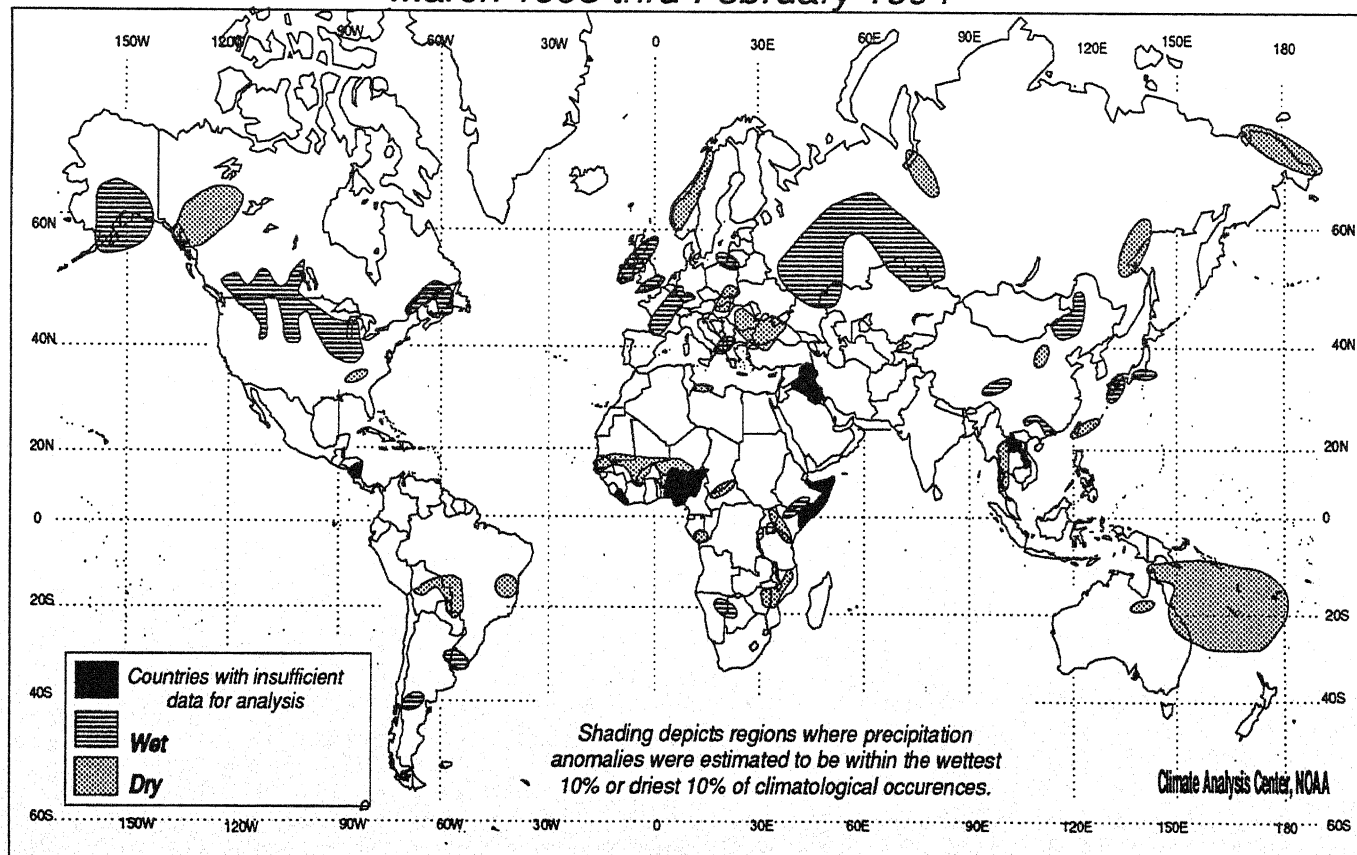 150W 120W 90W 60W 30W 0 30E 60E 90E 120E 150E 180
60N 60N
40N 40N
20N 20N
0 0
20S 20S
40S 40S
Countries with insufficient
data for analysis
Wet
Dry
Shading depicts regions where precipitation
anomalies were estimated to be within the wettest
10% or driest 10% of climatological occurences.
Climate Analysis Center, NOAA
60S 60S
150W 120W 90W 60W 30W 0 30E 60E 90E 120E 150E 180